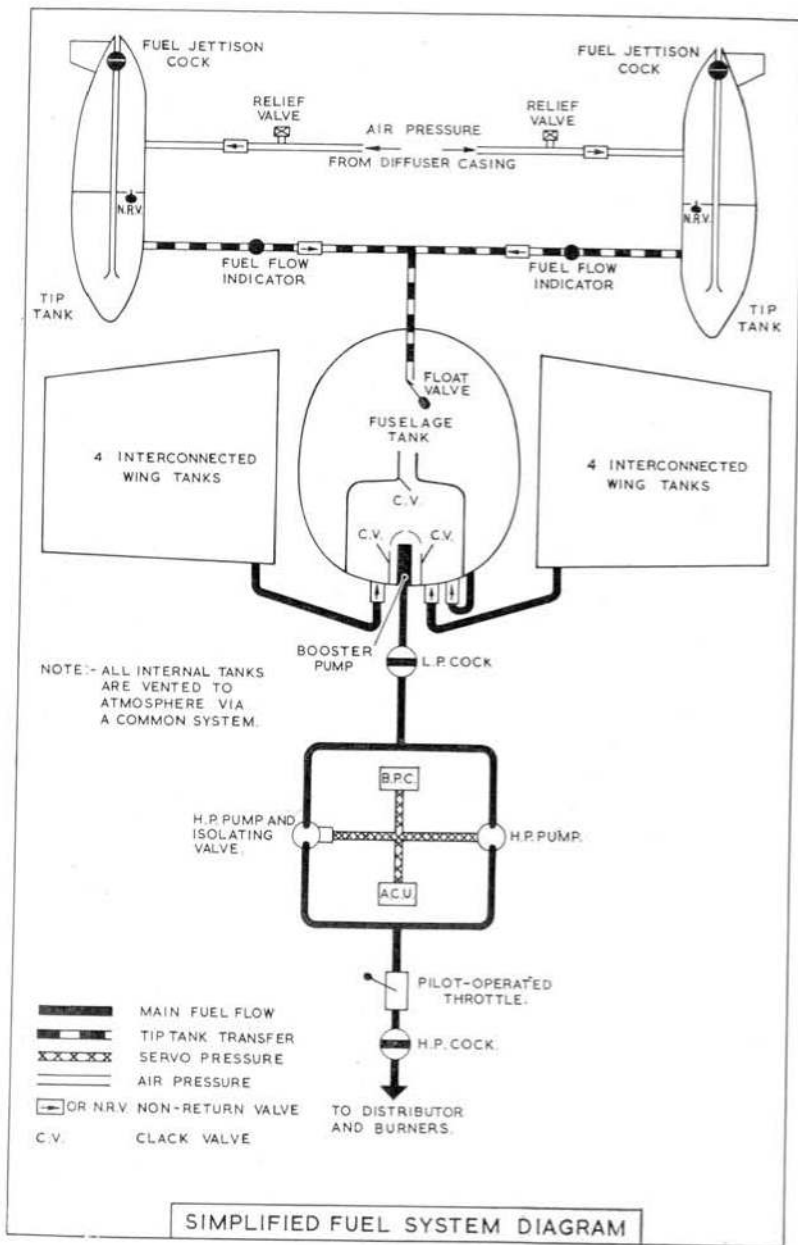 FUEL JETTISON
COCK
FUEL JETTISON
COCK
RELIEF
VALVE
RELIEF
VALVE
AIR PRESSURE
FROM DIFFUSER CASING
N.R.V.
N.R.V.
FUEL FLOW
INDICATOR
FUEL FLOW
INDICATOR
TIP
TANK
TIP
TANK
FLOAT
VALVE
FUSELAGE
TANK
4 INTERCONNECTED
WING TANKS
4 INTERCONNECTED
WING TANKS
C.V.
C.V.
C.V.
BOOSTER
PUMP
L.P. COCK
NOTE:- ALL INTERNAL TANKS
ARE VENTED TO
ATMOSPHERE VIA
A COMMON SYSTEM.
B.P.C.
H.P. PUMP AND
ISOLATING
VALVE.
H.P. PUMP.
A.C.U.
PILOT-OPERATED
THROTTLE.
H.P. COCK.
MAIN FUEL FLOW
TIP TANK TRANSFER
SERVO PRESSURE
AIR PRESSURE
OR N.R.V. NON-RETURN VALVE
C.V. CLACK VALVE
TO DISTRIBUTOR
AND BURNERS.
SIMPLIFIED FUEL SYSTEM DIAGRAM